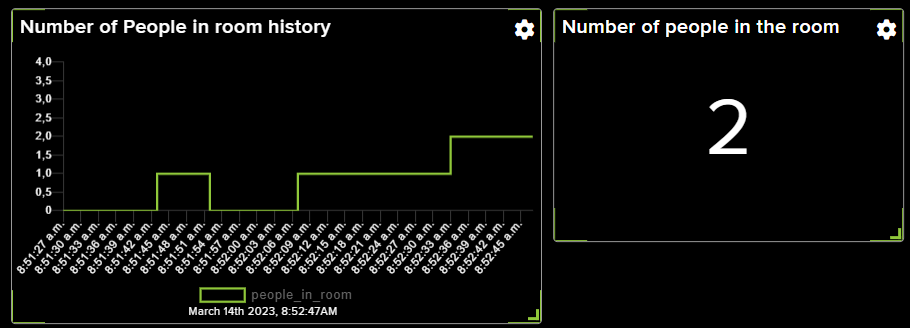 Number of People in room history
4,0
3,5
3,0
2,5
2,0
1,5
1,0
0,5
0
8:51:27 a.m.
8:51:30 a.m.
8:51:33 a.m.
8:51:36 a.m.
8:51:39 a.m.
8:51:42 a.m.
8:51:45 a.m.
8:51:48 a.m.
8:51:51 a.m.
8:51:54 a.m.
8:51:57 a.m.
8:52:00 a.m.
8:52:03 a.m.
8:52:06 a.m.
8:52:09 a.m.
8:52:12 a.m.
8:52:15 a.m.
8:52:18 a.m.
8:52:21 a.m.
8:52:24 a.m.
8:52:27 a.m.
8:52:30 a.m.
8:52:33 a.m.
8:52:36 a.m.
8:52:39 a.m.
8:52:42 a.m.
8:52:45 a.m.
people_in_room
March 14th 2023, 8:52:47AM
Number of people in the room
2